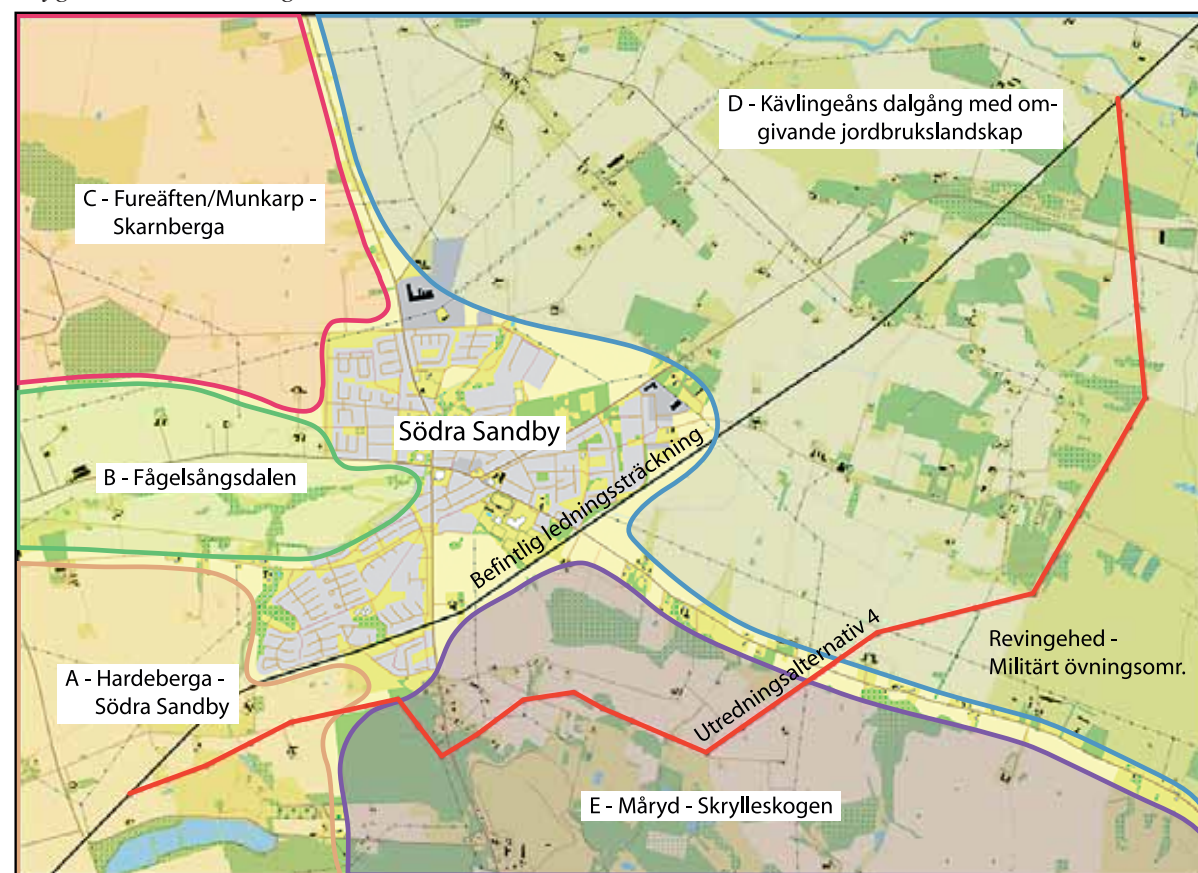 D - Kävlingeåns dalgång med om-
givande jordbrukslandskap
C - Fureäften/Munkarp -
Skarnberga
Södra Sandby
B - Fågelsångsdalen
Befintlig ledningssträckning
A - Hardeberga -
Södra Sandby
Utredningsalternativ 4
Revingehed -
Militärt övningsomr.
E - Måryd - Skrylleskogen